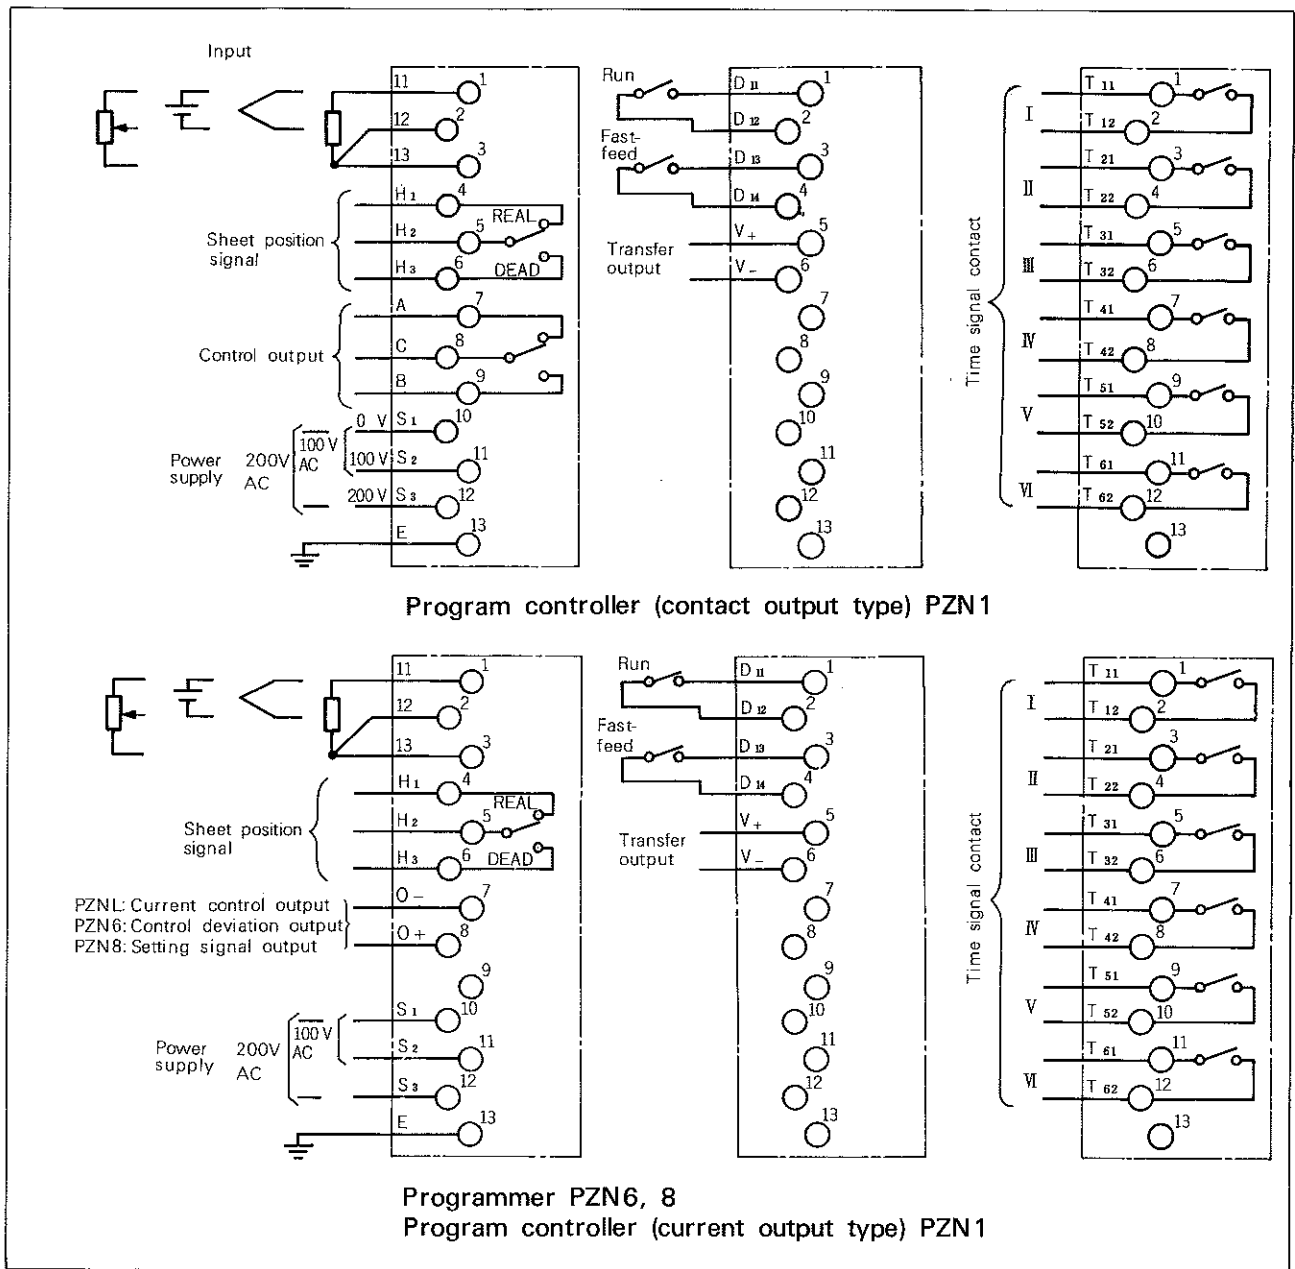 Input
11 1
12 2
13 3
H1 4
REAL
Sheet position signal
H2 5
H3 6
DEAD
A 7
Control output
C 8
B 9
0 V S1 10
Power supply
200V AC
100V AC
100V S2 11
200V S3 12
E 13
Run
D11 1
D12 2
Fast-feed
D13 3
D14 4
Transfer output
V+ 5
V- 6
7
8
9
10
11
12
13
Time signal contact
I
T11 1
T12 2
II
T21 3
T22 4
III
T31 5
T32 6
IV
T41 7
T42 8
V
T51 9
T52 10
VI
T61 11
T62 12
13
Program controller (contact output type) PZN1
11 1
12 2
13 3
H1 4
REAL
Sheet position signal
H2 5
H3 6
DEAD
PZNL: Current control output
PZN6: Control deviation output
PZN8: Setting signal output
O- 7
O+ 8
9
S1 10
Power supply
200V AC
100V AC
S2 11
S3 12
E 13
Run
D11 1
D12 2
Fast-feed
D13 3
D14 4
Transfer output
V+ 5
V- 6
7
8
9
10
11
12
13
Time signal contact
I
T11 1
T12 2
II
T21 3
T22 4
III
T31 5
T32 6
IV
T41 7
T42 8
V
T51 9
T52 10
VI
T61 11
T62 12
13
Programmer PZN6, 8
Program controller (current output type) PZN1